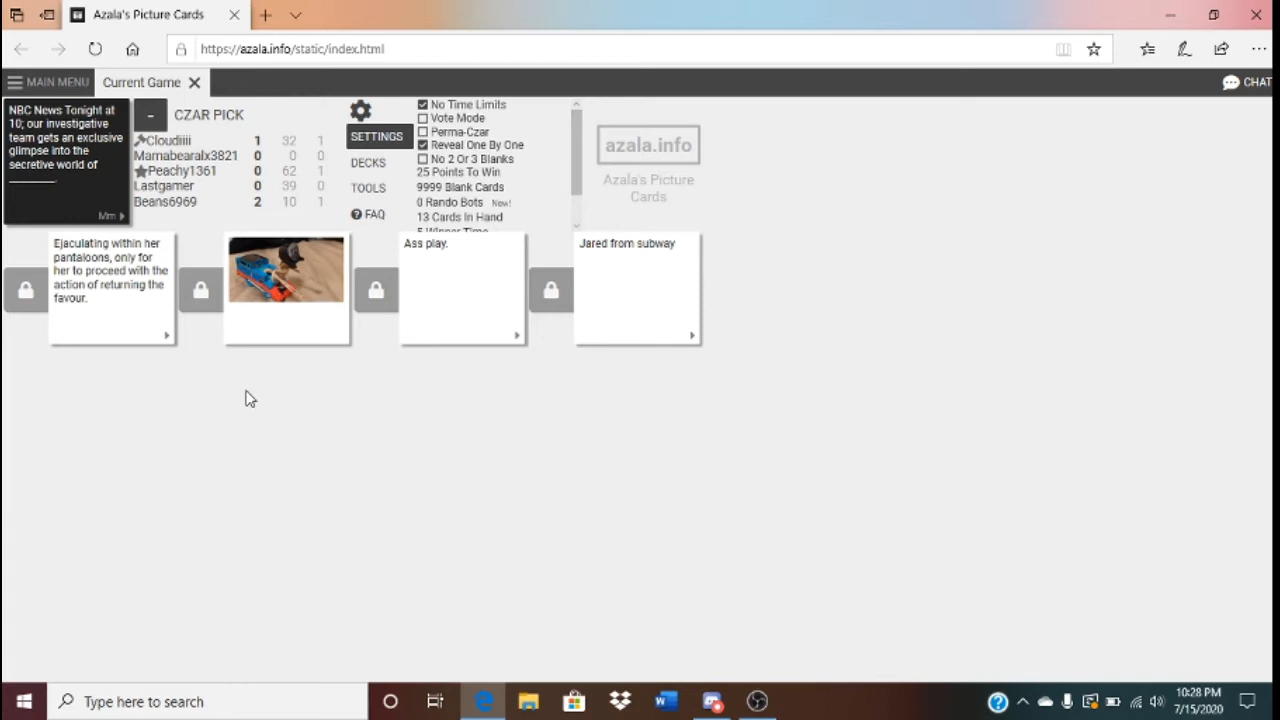 Azala's Picture Cards
https://azala.info/static/index.html
MAIN MENU
Current Game
CHAT
NBC News Tonight at
10; our investigative
team gets an exclusive
glimpse into the
secretive world of
________.
Mm
-
CZAR PICK
Cloudiiii 1 32 1
Mamabearalx3821 0 0 0
Peachy1361 0 62 1
Lastgamer 0 39 0
Beans6969 2 10 1
SETTINGS
DECKS
TOOLS
FAQ
No Time Limits
Vote Mode
Perma-Czar
Reveal One By One
No 2 Or 3 Blanks
25 Points To Win
9999 Blank Cards
0 Rando Bots New!
13 Cards In Hand
5 Winner Time
azala.info
Azala's Picture
Cards
Ejaculating within her
pantaloons, only for
her to proceed with the
action of returning the
favour.
Ass play.
Jared from subway
Type here to search
10:28 PM
7/15/2020